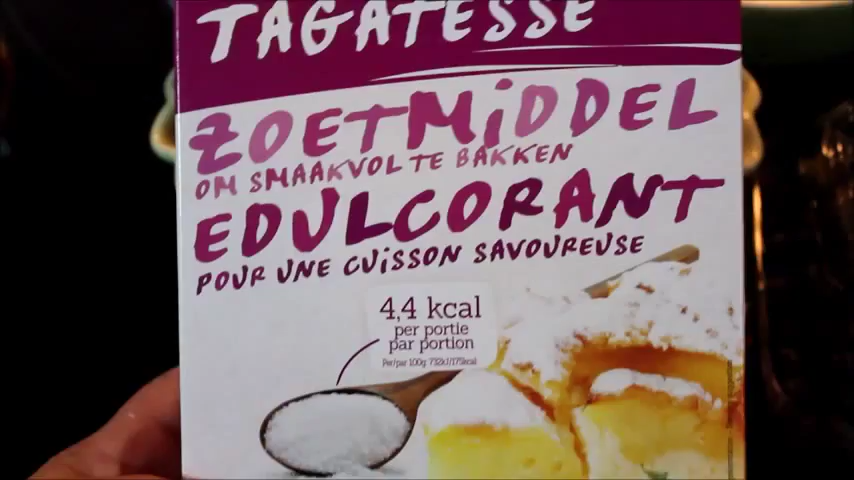 TAGATESSE
ZOETMIDDEL
OM SMAAKVOL TE BAKKEN
EDULCORANT
POUR UNE CUISSON SAVOUREUSE
4,4 kcal
per portie
par portion
Per/par 100g 732kJ/175kcal